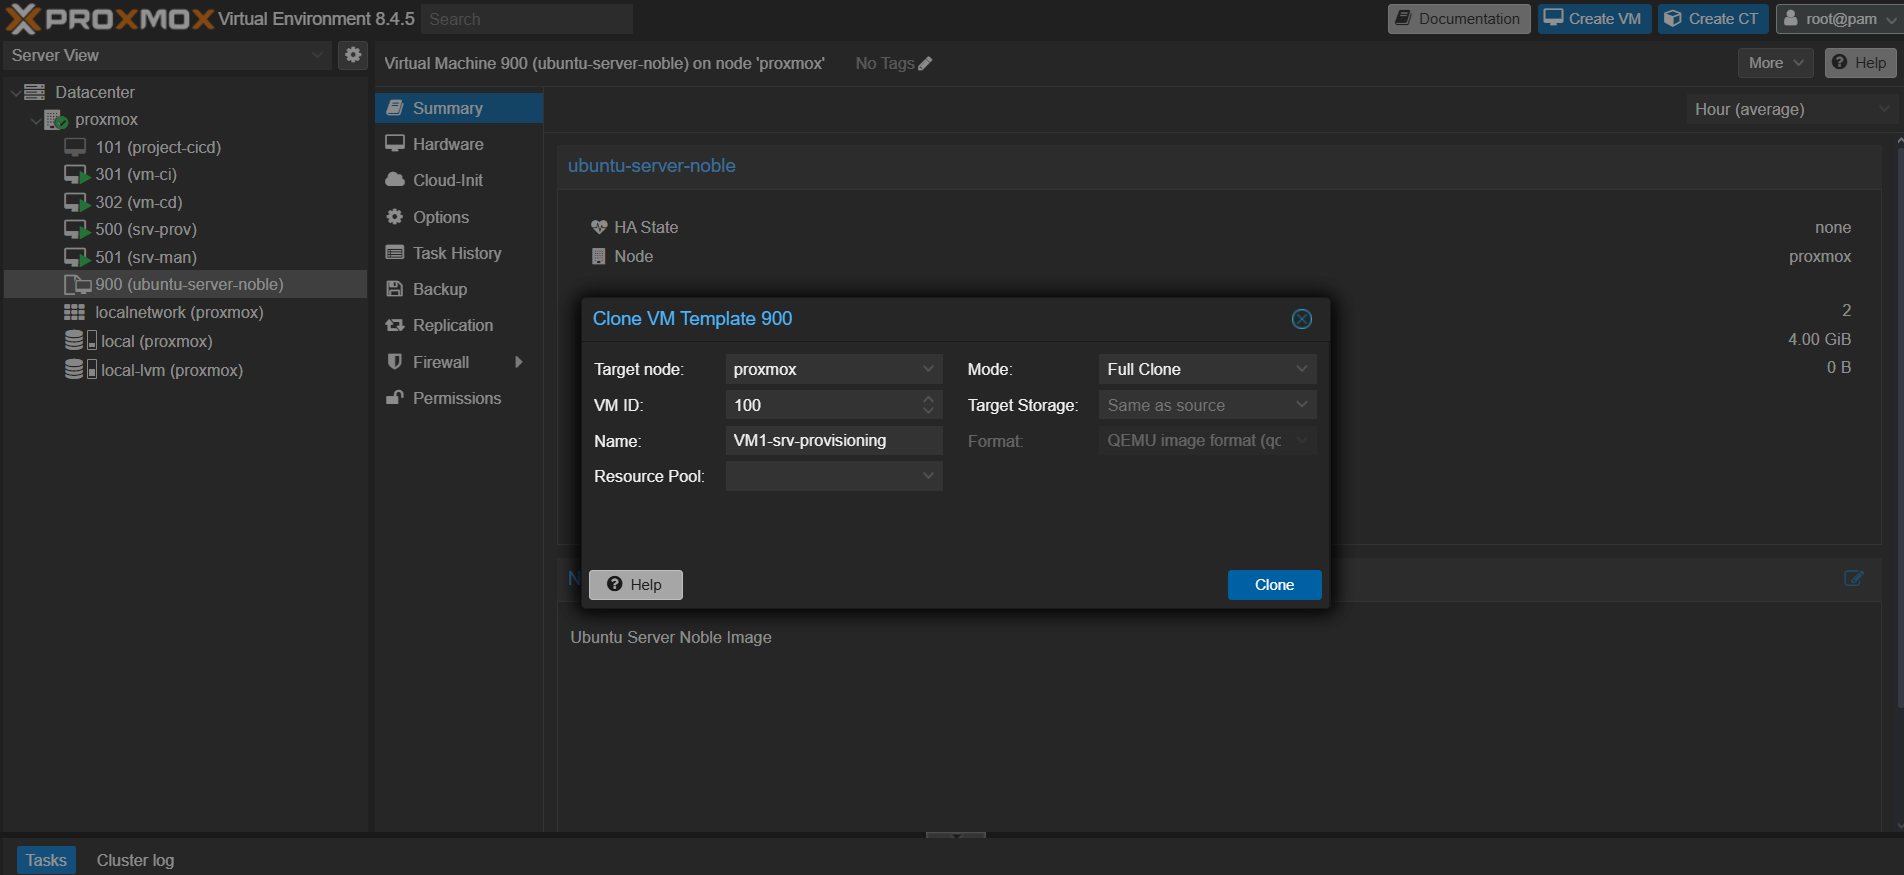 PROXMOX Virtual Environment 8.4.5 Search Documentation Create VM Create CT root@pam
Server View
Virtual Machine 900 (ubuntu-server-noble) on node 'proxmox' No Tags More Help
Datacenter
proxmox
101 (project-cicd)
301 (vm-ci)
302 (vm-cd)
500 (srv-prov)
501 (srv-man)
900 (ubuntu-server-noble)
localnetwork (proxmox)
local (proxmox)
local-lvm (proxmox)
Summary
Hardware
Cloud-Init
Options
Task History
Backup
Replication
Firewall
Permissions
Hour (average)
ubuntu-server-noble
HA State none
Node proxmox
2
4.00 GiB
0 B
Clone VM Template 900
Target node: proxmox
VM ID: 100
Name: VM1-srv-provisioning
Resource Pool:
Mode: Full Clone
Target Storage: Same as source
Format: QEMU image format (qc
Help Clone
N
Ubuntu Server Noble Image
Tasks Cluster log